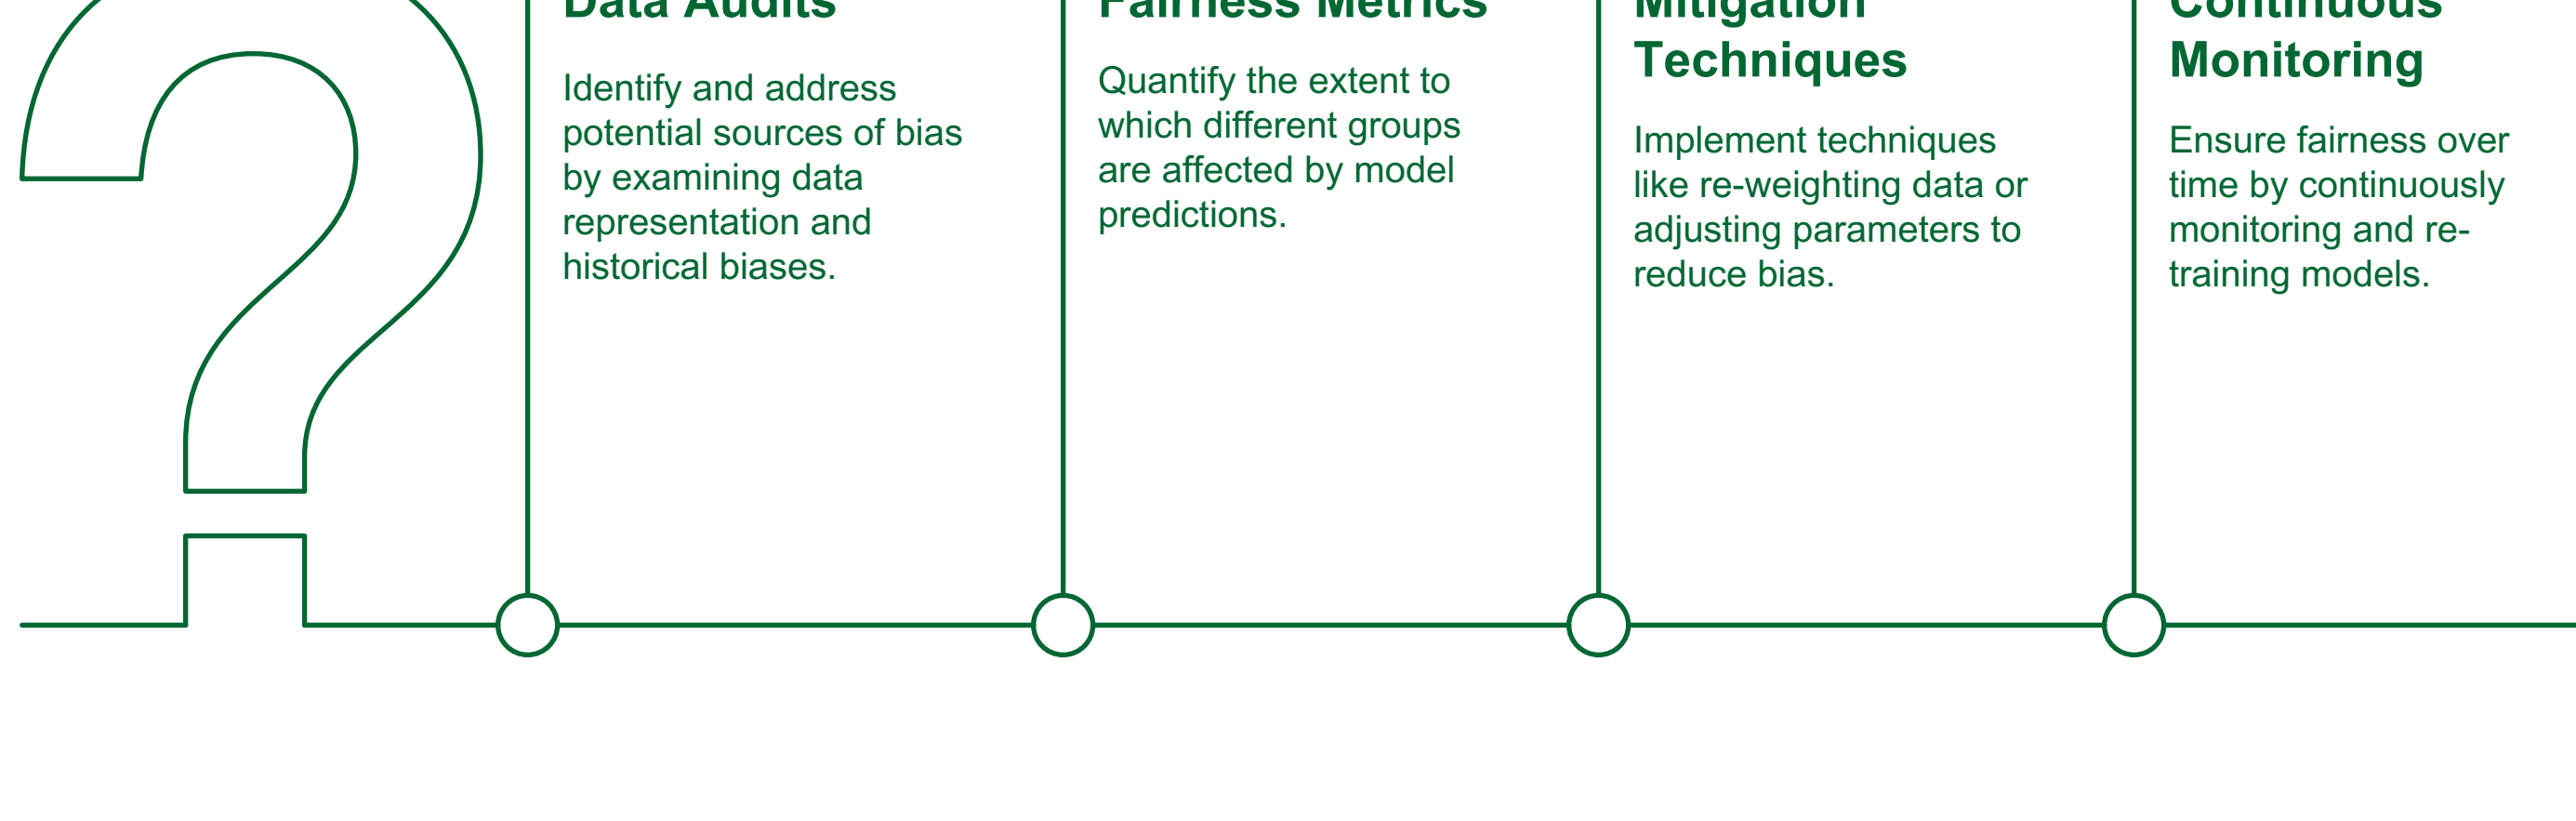 Data Audits
Identify and address
potential sources of bias
by examining data
representation and
historical biases.
Fairness Metrics
Quantify the extent to
which different groups
are affected by model
predictions.
Mitigation
Techniques
Implement techniques
like re-weighting data or
adjusting parameters to
reduce bias.
Continuous
Monitoring
Ensure fairness over
time by continuously
monitoring and re-
training models.